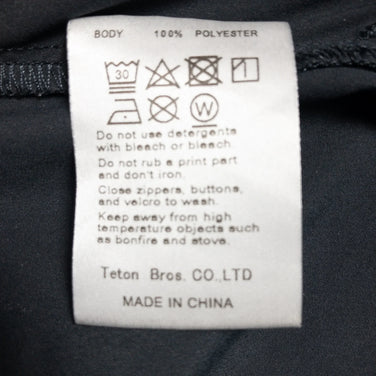 BODY 100% POLYESTER
30
W
Do not use detergents
with bleach or bleach.
Do not rub a print part
and don't iron.
Close zippers, buttons,
and velcro to wash.
Keep away from high
temperature objects such
as bonfire and stove.
Teton Bros. CO.,LTD
MADE IN CHINA